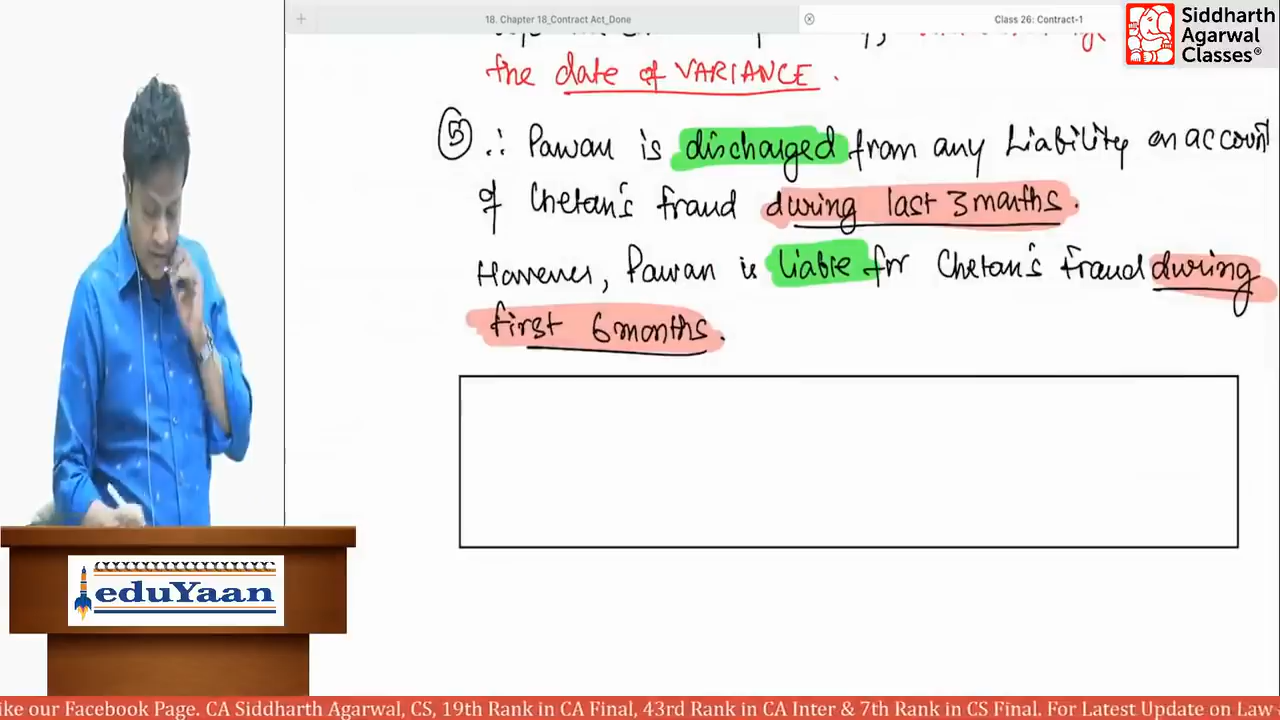 18. Chapter 18_Contract Act_Done
Class 26: Contract-1
Siddharth
Agarwal
Classes®
the date of VARIANCE.
⑤ ∴ Pawan is discharged from any Liability on account
of Chetan's fraud during last 3 months.
However, Pawan is liable for Chetan's Fraud during
first 6 months.
eduYaan
ike our Facebook Page. CA Siddharth Agarwal, CS, 19th Rank in CA Final, 43rd Rank in CA Inter & 7th Rank in CS Final. For Latest Update on Law